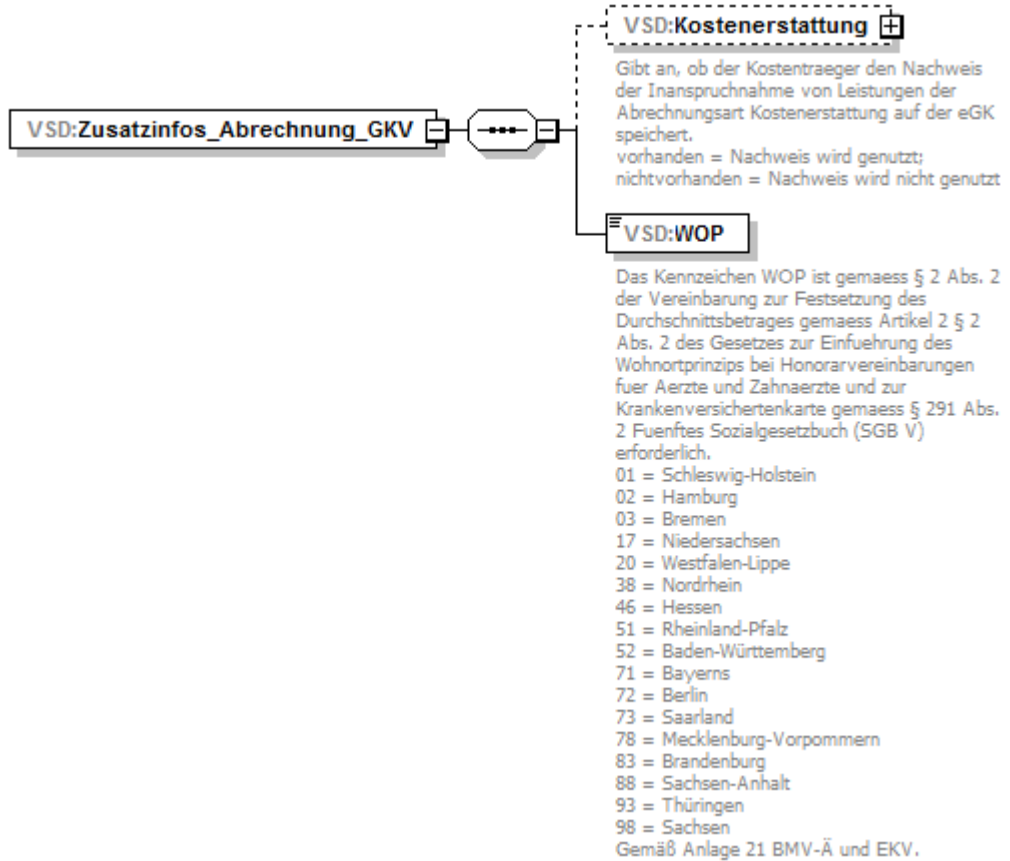 VSD:Kostenerstattung
Gibt an, ob der Kostentraeger den Nachweis
der Inanspruchnahme von Leistungen der
Abrechnungsart Kostenerstattung auf der eGK
speichert.
vorhanden = Nachweis wird genutzt;
nichtvorhanden = Nachweis wird nicht genutzt
VSD:Zusatzinfos_Abrechnung_GKV
VSD:WOP
Das Kennzeichen WOP ist gemaess § 2 Abs. 2
der Vereinbarung zur Festsetzung des
Durchschnittsbetrages gemaess Artikel 2 § 2
Abs. 2 des Gesetzes zur Einfuehrung des
Wohnortprinzips bei Honorarvereinbarungen
fuer Aerzte und Zahnaerzte und zur
Krankenversichertenkarte gemaess § 291 Abs.
2 Fuenftes Sozialgesetzbuch (SGB V)
erforderlich.
01 = Schleswig-Holstein
02 = Hamburg
03 = Bremen
17 = Niedersachsen
20 = Westfalen-Lippe
38 = Nordrhein
46 = Hessen
51 = Rheinland-Pfalz
52 = Baden-Württemberg
71 = Bayerns
72 = Berlin
73 = Saarland
78 = Mecklenburg-Vorpommern
83 = Brandenburg
88 = Sachsen-Anhalt
93 = Thüringen
98 = Sachsen
Gemäß Anlage 21 BMV-Ä und EKV.